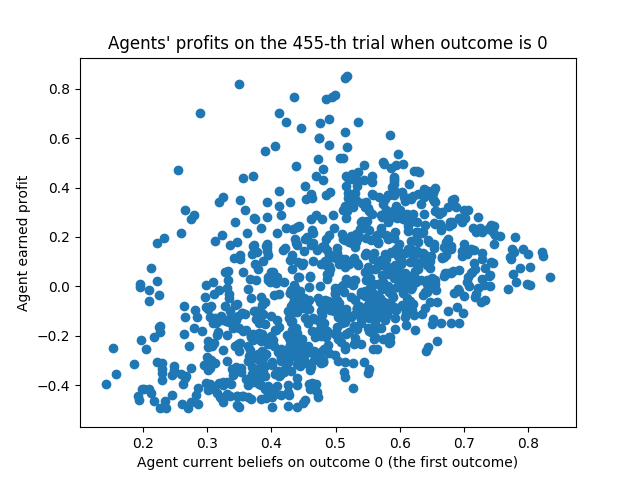 Agents' profits on the 455-th trial when outcome is 0
Agent earned profit
0.8
0.6
0.4
0.2
0.0
−0.2
−0.4
0.2 0.3 0.4 0.5 0.6 0.7 0.8
Agent current beliefs on outcome 0 (the first outcome)